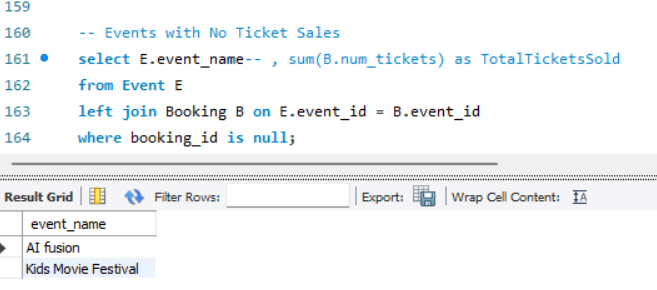 159
160 -- Events with No Ticket Sales
161 select E.event_name-- , sum(B.num_tickets) as TotalTicketsSold
162 from Event E
163 left join Booking B on E.event_id = B.event_id
164 where booking_id is null;
Result Grid Filter Rows: Export: Wrap Cell Content: IA
event_name
AI fusion
Kids Movie Festival